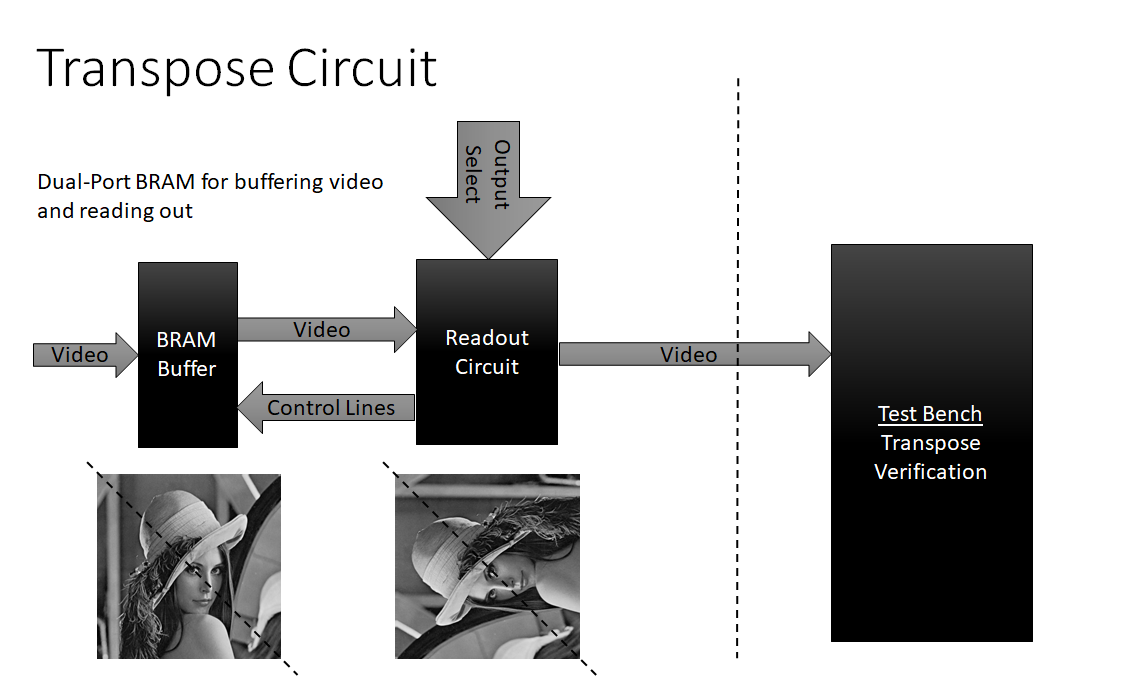 Transpose Circuit
Dual-Port BRAM for buffering video
and reading out
Output
Select
Video
BRAM
Buffer
Video
Control Lines
Readout
Circuit
Video
Test Bench
Transpose
Verification